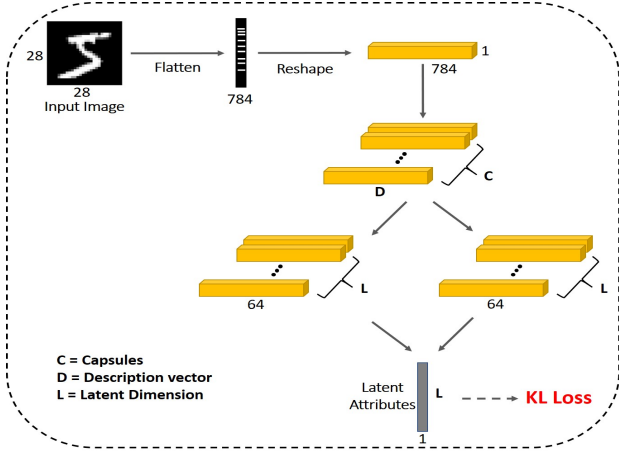 28
28
Input Image
Flatten
784
Reshape
1
784
C
D
L
64
L
64
C = Capsules
D = Description vector
L = Latent Dimension
Latent
Attributes
L
KL Loss
1